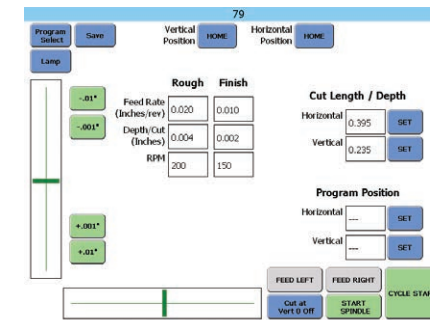 79
Program
Select
Save
Vertical
Position
HOME
Horizontal
Position
HOME
Lamp
Rough Finish
Feed Rate
(Inches/rev)
0.020 0.010
Depth/Cut
(Inches)
0.004 0.002
RPM
200 150
-.01"
-.001"
+.001"
+.01"
Cut Length / Depth
Horizontal
0.395
SET
Vertical
0.235
SET
Program Position
Horizontal
---
SET
Vertical
---
SET
FEED LEFT
FEED RIGHT
Cut at
Vert 0 Off
START
SPINDLE
CYCLE STAR